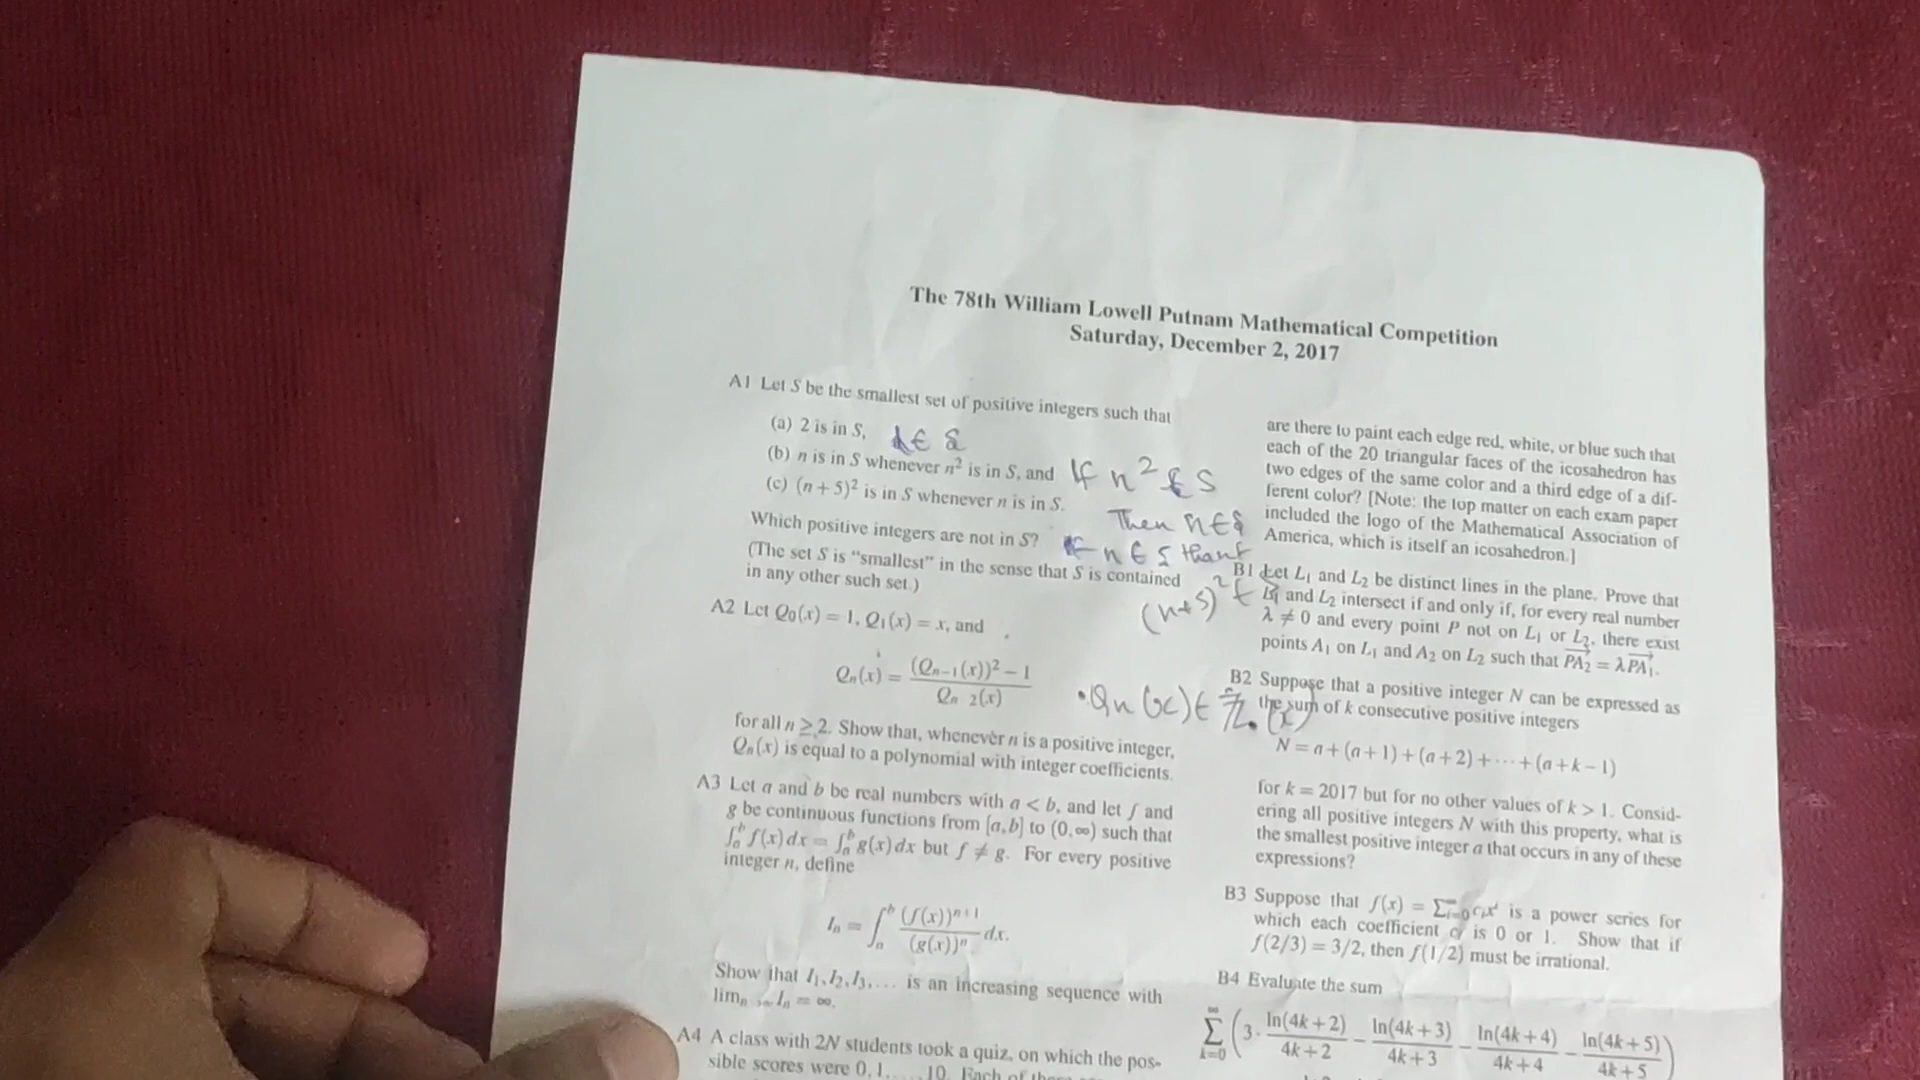 The 78th William Lowell Putnam Mathematical Competition
Saturday, December 2, 2017
A1 Let S be the smallest set of positive integers such that
(a) 2 is in S,
∈ S
(b) n is in S whenever n² is in S, and
If n² ∈ S
(c) (n+5)² is in S whenever n is in S.
Then n ∈ S
Which positive integers are not in S?
If n ∈ S then
(The set S is "smallest" in the sense that S is contained
in any other such set.)
(n+5)² ∈
A2 Let Q₀(x) = 1, Q₁(x) = x, and
Qₙ(x) = ((Qₙ₋₁(x))² − 1) / Qₙ₋₂(x)
• Qn (x) ∈ Z (x)
for all n ≥ 2. Show that, whenever n is a positive integer,
Qₙ(x) is equal to a polynomial with integer coefficients.
A3 Let a and b be real numbers with a < b, and let f and
g be continuous functions from [a,b] to (0,∞) such that
∫ₐᵇ f(x)dx = ∫ₐᵇ g(x)dx but f ≠ g. For every positive
integer n, define
Iₙ = ∫ₐᵇ (f(x))ⁿ⁺¹ / (g(x))ⁿ dx.
Show that I₁, I₂, I₃, ... is an increasing sequence with
limₙ→∞ Iₙ = ∞.
A4 A class with 2N students took a quiz, on which the pos-
sible scores were 0, 1, ..., 10. Each of these
are there to paint each edge red, white, or blue such that
each of the 20 triangular faces of the icosahedron has
two edges of the same color and a third edge of a dif-
ferent color? [Note: the top matter on each exam paper
included the logo of the Mathematical Association of
America, which is itself an icosahedron.]
B1 Let L₁ and L₂ be distinct lines in the plane. Prove that
L₁ and L₂ intersect if and only if, for every real number
λ ≠ 0 and every point P not on L₁ or L₂, there exist
points A₁ on L₁ and A₂ on L₂ such that PA₂ = λPA₁.
B2 Suppose that a positive integer N can be expressed as
the sum of k consecutive positive integers
N = a + (a+1) + (a+2) + ··· + (a+k−1)
for k = 2017 but for no other values of k > 1. Consid-
ering all positive integers N with this property, what is
the smallest positive integer a that occurs in any of these
expressions?
B3 Suppose that f(x) = ∑ᵢ₌₀^∞ cᵢxⁱ is a power series for
which each coefficient cᵢ is 0 or 1. Show that if
f(2/3) = 3/2, then f(1/2) must be irrational.
B4 Evaluate the sum
∑ₖ₌₀^∞ (3 · ln(4k+2)/(4k+2) − ln(4k+3)/(4k+3) − ln(4k+4)/(4k+4) − ln(4k+5)/(4k+5))